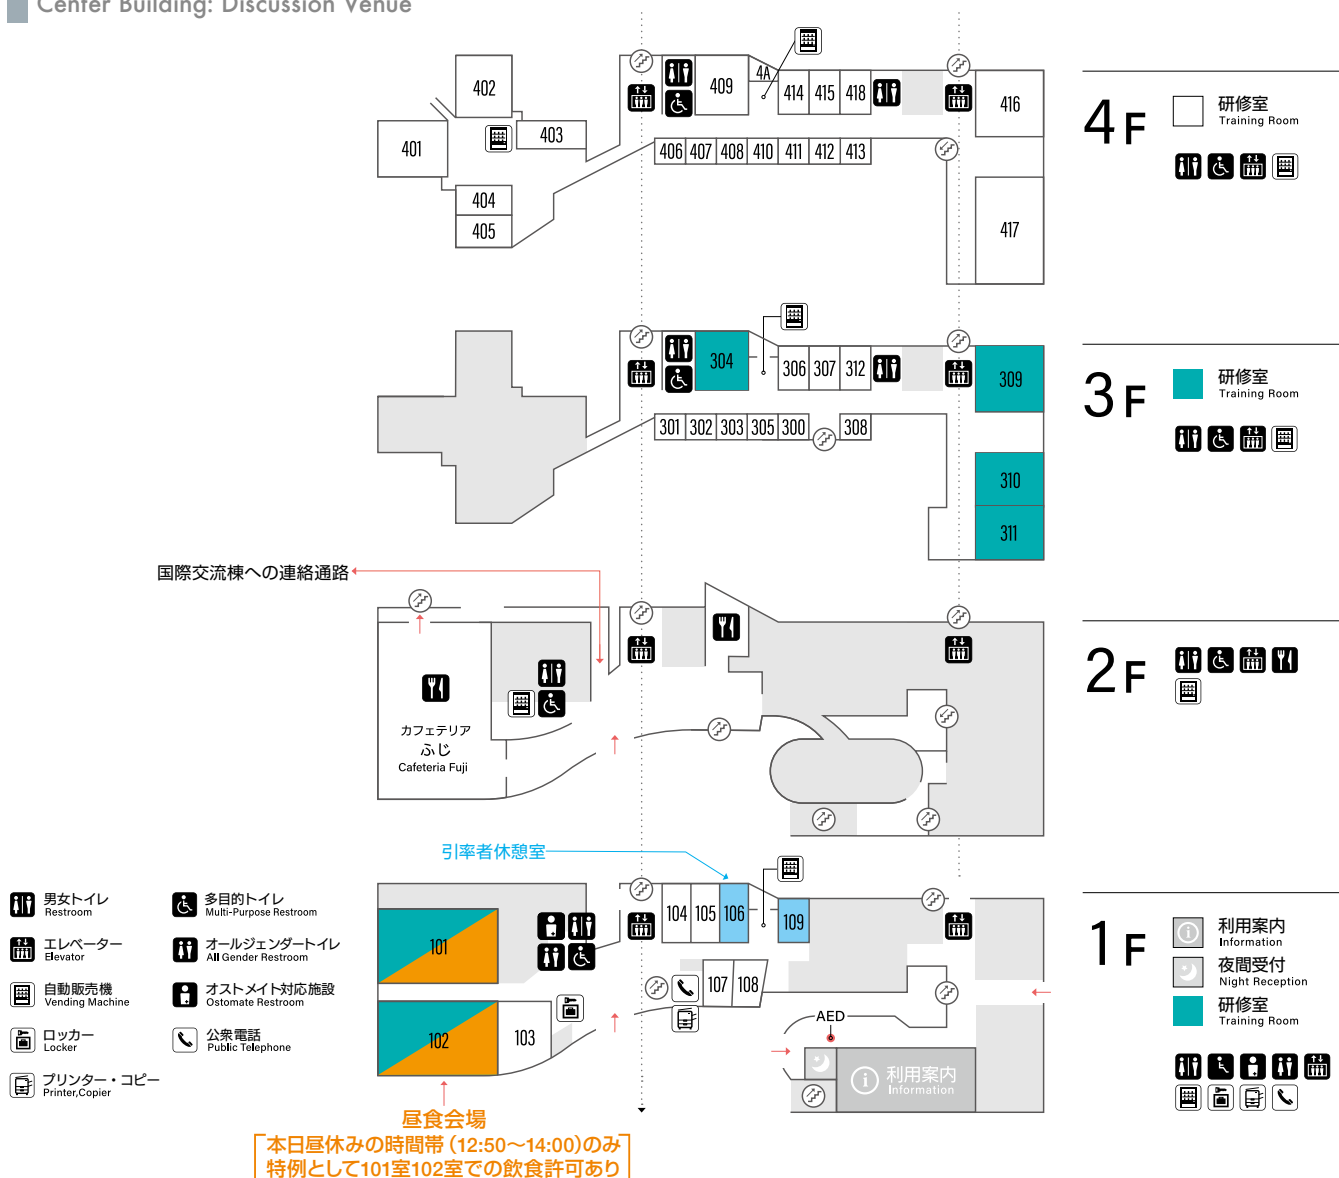 Center Building: Discussion Venue
402
401
403
404
405
409
4A
414
415
418
416
406
407
408
410
411
412
413
417
4F
研修室
Training Room
304
306
307
312
309
301
302
303
305
300
308
310
311
3F
研修室
Training Room
国際交流棟への連絡通路
カフェテリア
ふじ
Cafeteria Fuji
2F
引率者休憩室
101
102
103
104
105
106
109
107
108
AED
利用案内
Information
1F
利用案内
Information
夜間受付
Night Reception
研修室
Training Room
男女トイレ
Restroom
多目的トイレ
Multi-Purpose Restroom
エレベーター
Elevator
オールジェンダートイレ
All Gender Restroom
自動販売機
Vending Machine
オストメイト対応施設
Ostomate Restroom
ロッカー
Locker
公衆電話
Public Telephone
プリンター・コピー
Printer,Copier
昼食会場
本日昼休みの時間帯(12:50〜14:00)のみ
特例として101室102室での飲食許可あり